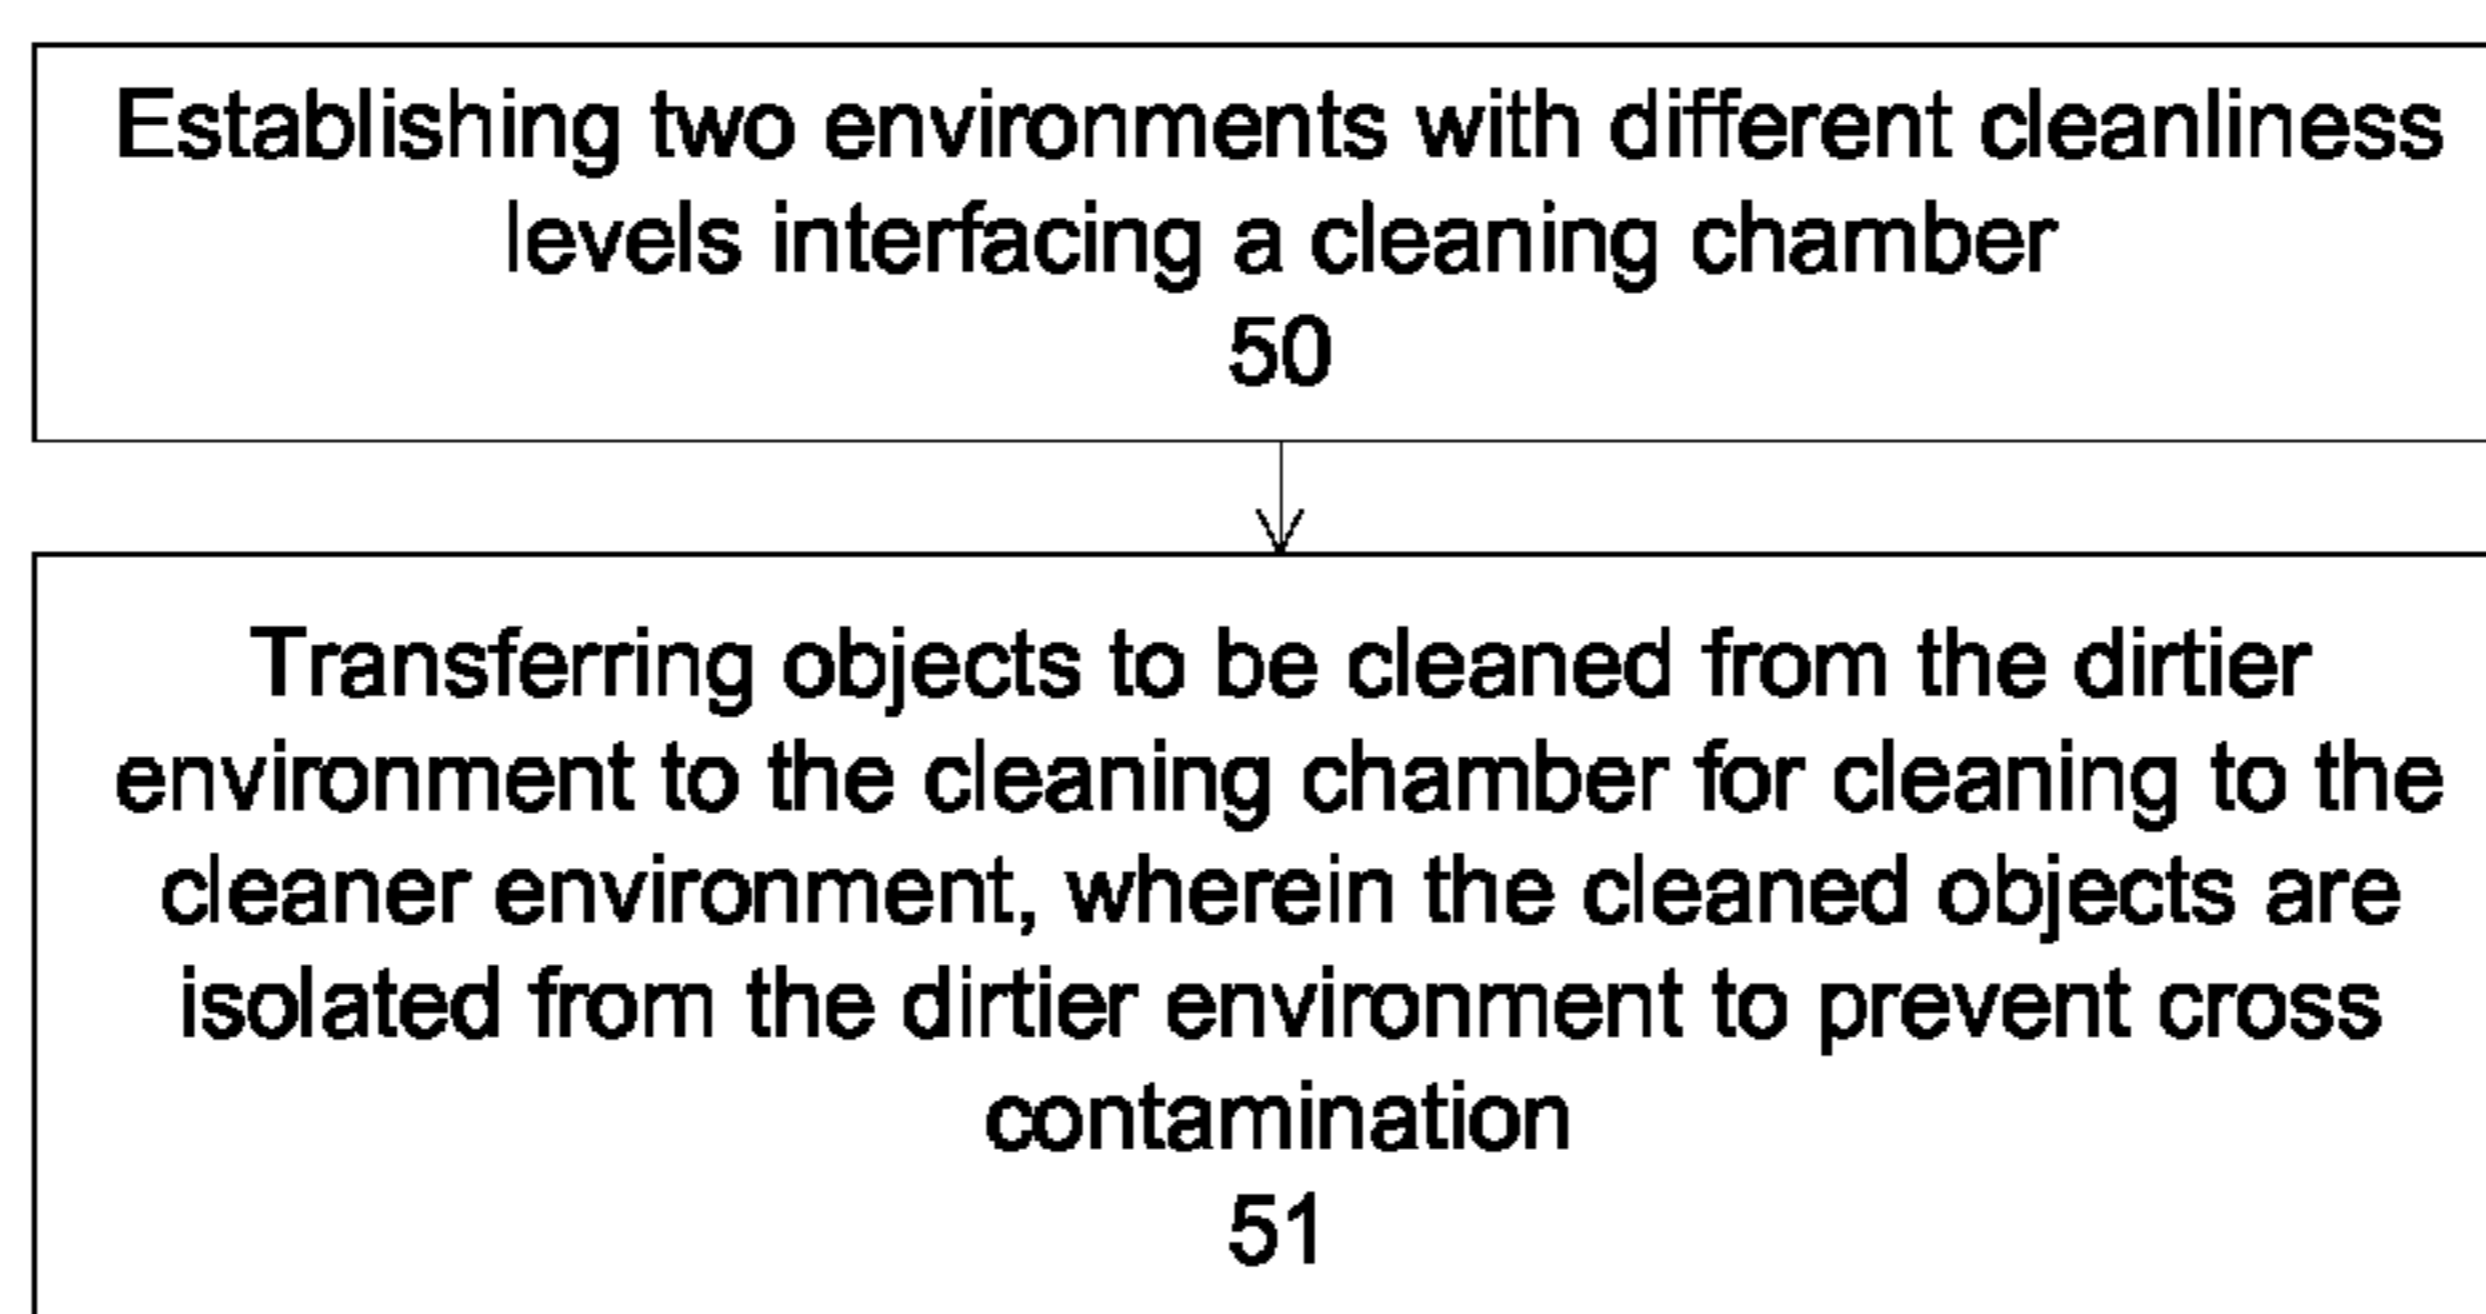 Establishing two environments with different cleanliness
levels interfacing a cleaning chamber
50
Transferring objects to be cleaned from the dirtier
environment to the cleaning chamber for cleaning to the
cleaner environment, wherein the cleaned objects are
isolated from the dirtier environment to prevent cross
contamination
51